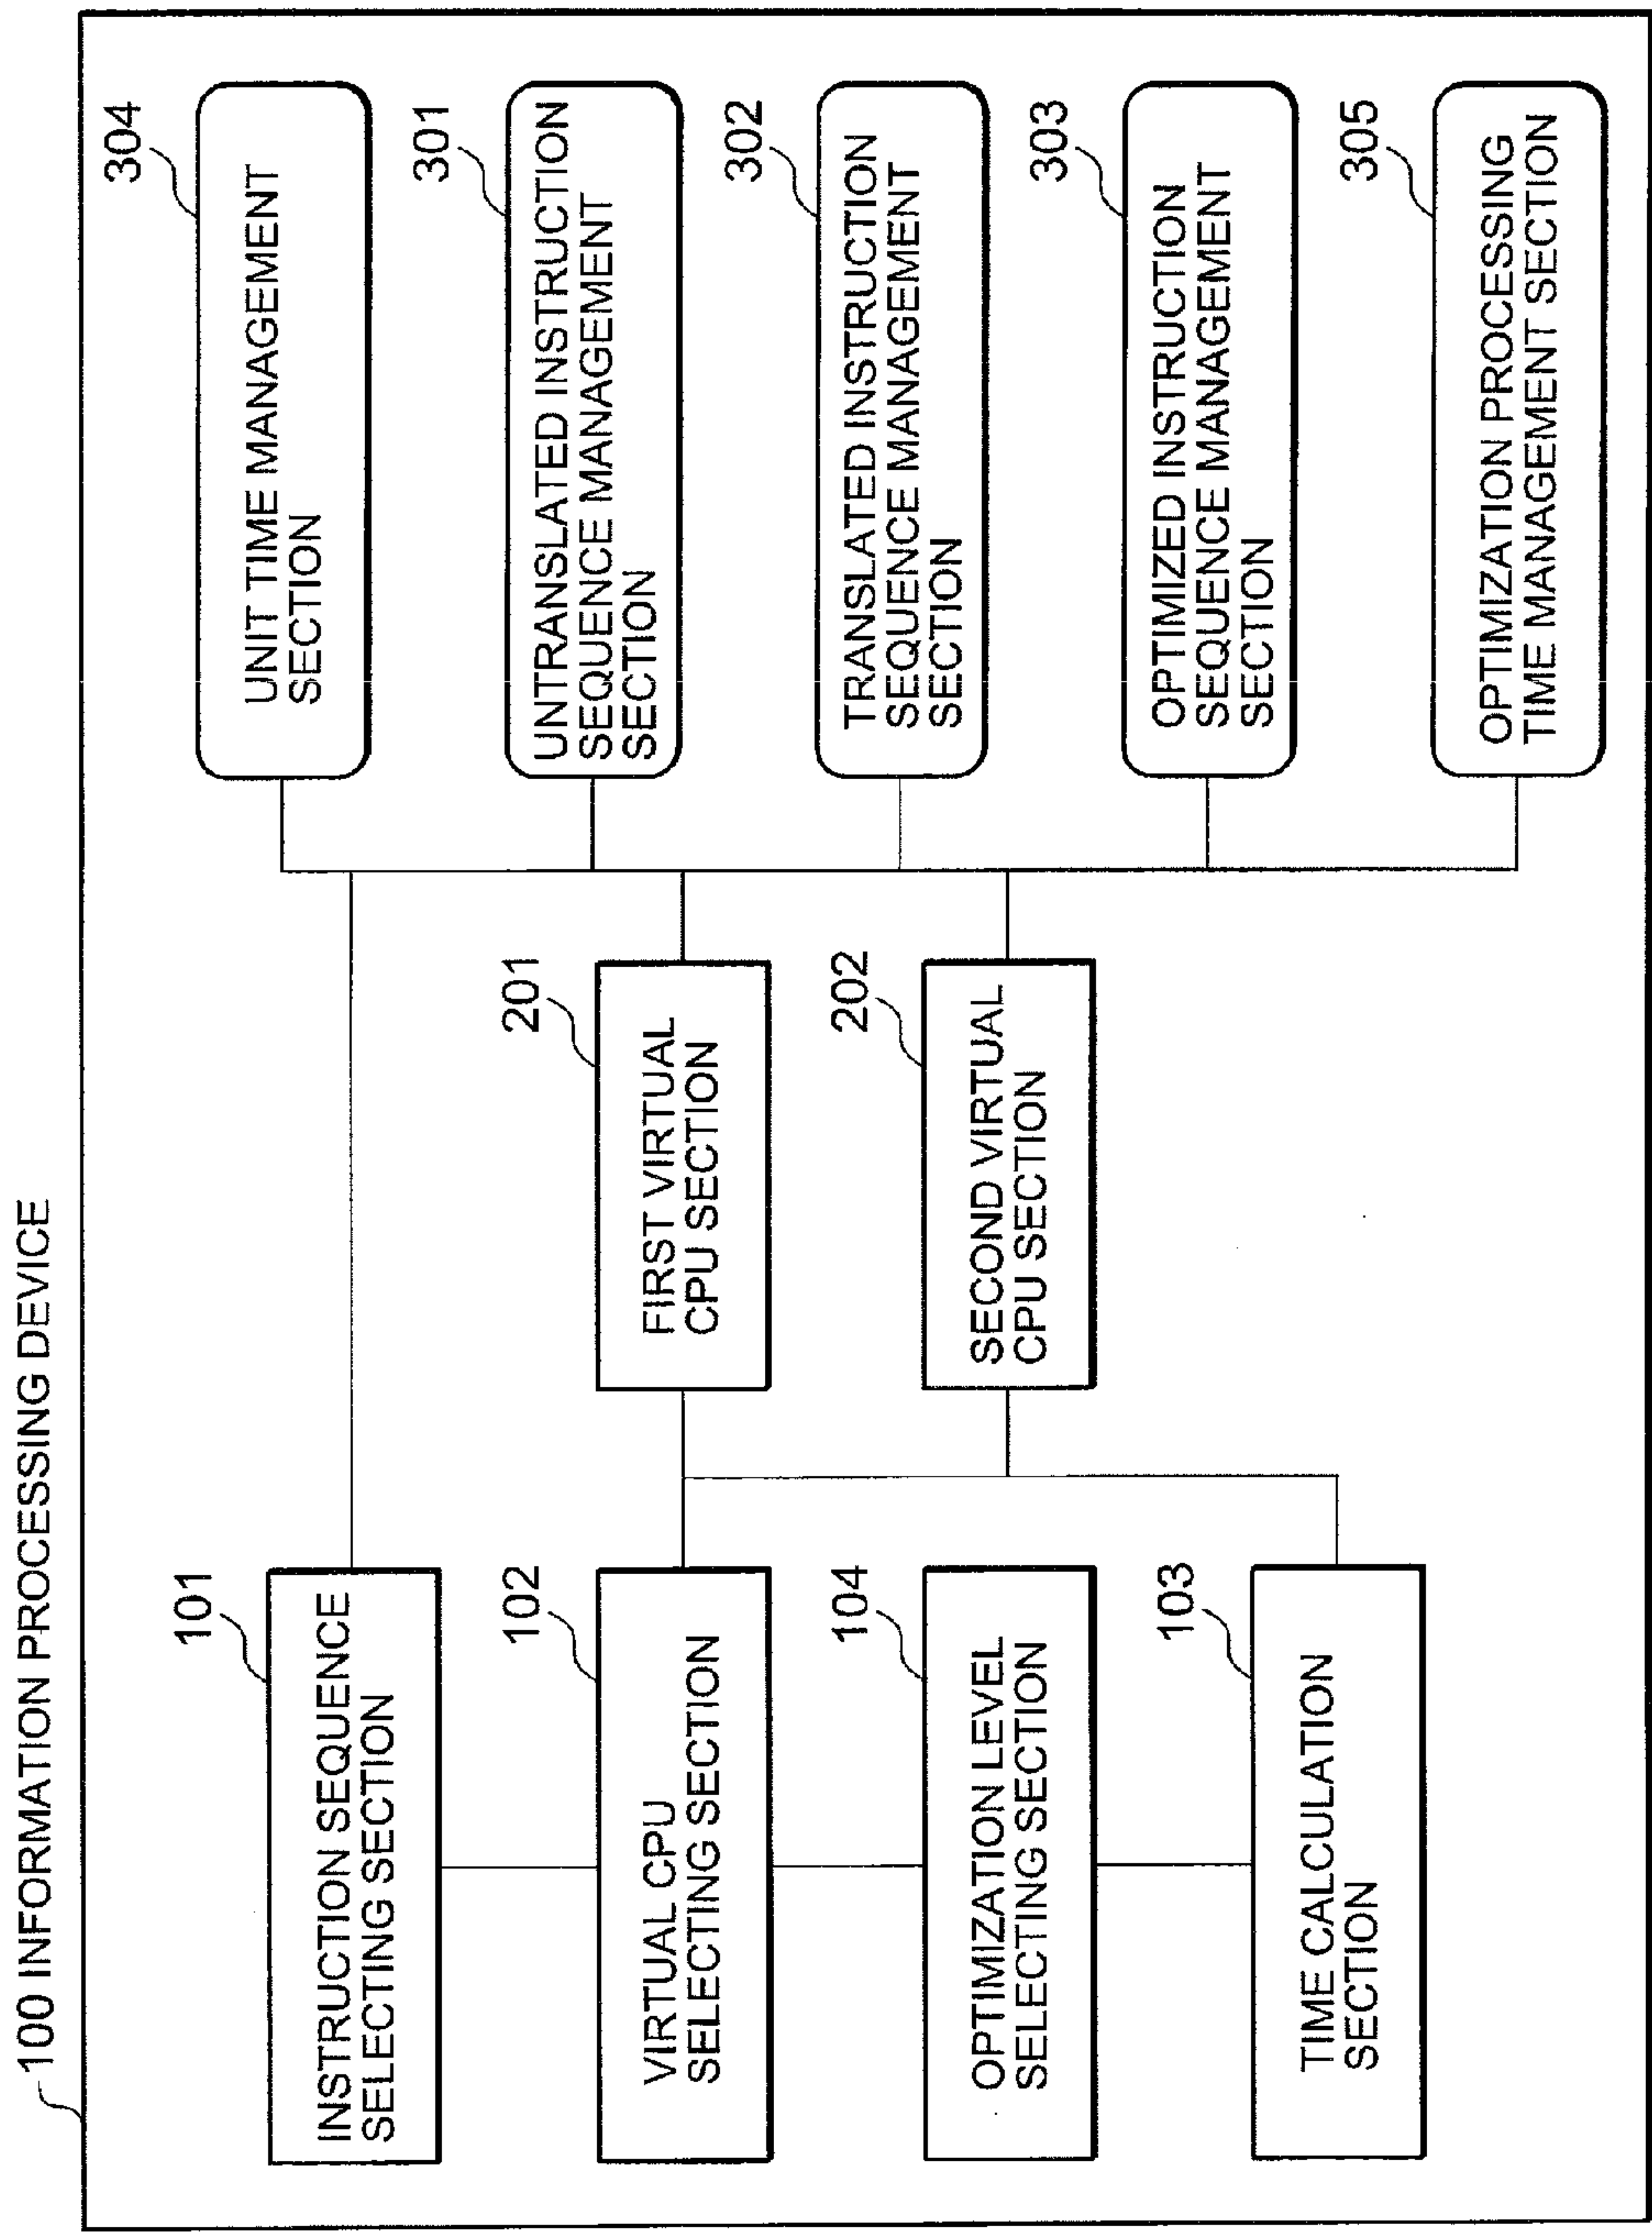 100 INFORMATION PROCESSING DEVICE
101
INSTRUCTION SEQUENCE
SELECTING SECTION
102
VIRTUAL CPU
SELECTING SECTION
104
OPTIMIZATION LEVEL
SELECTING SECTION
103
TIME CALCULATION
SECTION
201
FIRST VIRTUAL
CPU SECTION
202
SECOND VIRTUAL
CPU SECTION
304
UNIT TIME MANAGEMENT
SECTION
301
UNTRANSLATED INSTRUCTION
SEQUENCE MANAGEMENT
SECTION
302
TRANSLATED INSTRUCTION
SEQUENCE MANAGEMENT
SECTION
303
OPTIMIZED INSTRUCTION
SEQUENCE MANAGEMENT
SECTION
305
OPTIMIZATION PROCESSING
TIME MANAGEMENT SECTION